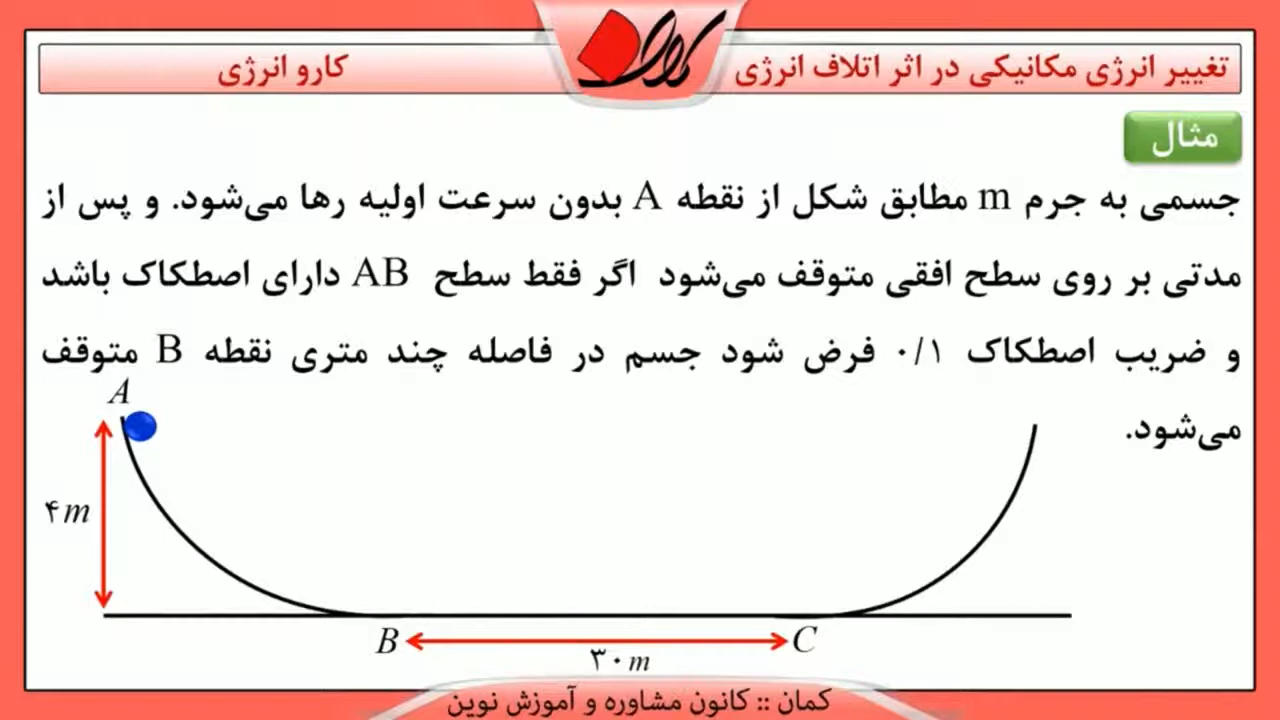 تغییر انرژی مکانیکی در اثر اتلاف انرژی
کارو انرژی
مثال
جسمی به جرم m مطابق شکل از نقطه A بدون سرعت اولیه رها می‌شود. و پس از
مدتی بر روی سطح افقی متوقف می‌شود اگر فقط سطح AB دارای اصطکاک باشد
و ضریب اصطکاک ۰/۱ فرض شود جسم در فاصله چند متری نقطه B متوقف
می‌شود.
A
۴m
B
C
۳۰m
کمان :: کانون مشاوره و آموزش نوین